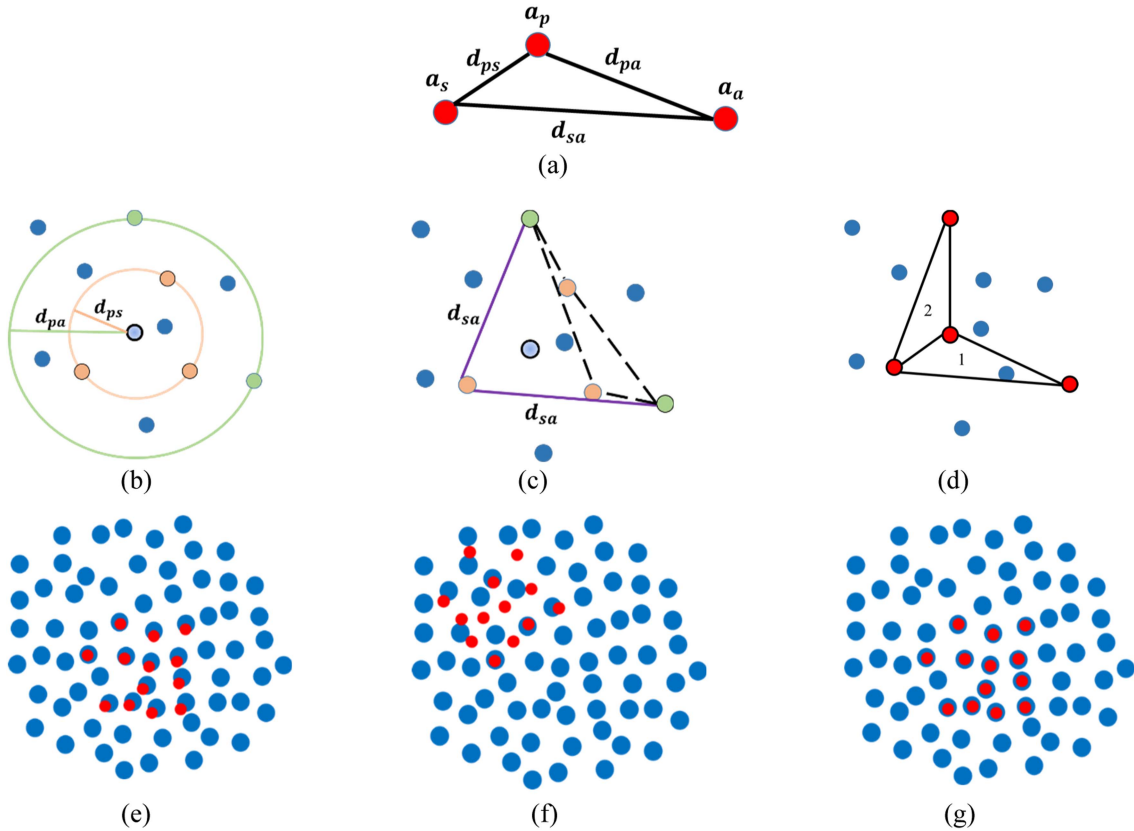 a_p
d_ps
d_pa
a_s
a_a
d_sa
(a)
d_ps
d_pa
d_sa
d_sa
2
1
(b)
(c)
(d)
(e)
(f)
(g)